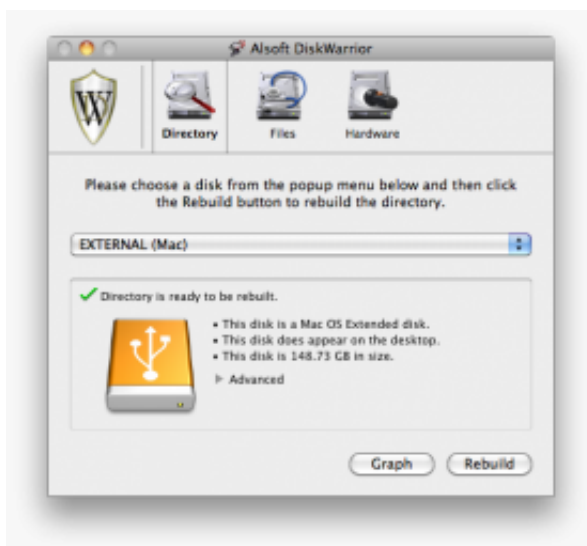 Alsoft DiskWarrior
W
Directory Files Hardware
Please choose a disk from the popup menu below and then click
the Rebuild button to rebuild the directory.
EXTERNAL (Mac)
Directory is ready to be rebuilt.
• This disk is a Mac OS Extended disk.
• This disk does appear on the desktop.
• This disk is 148.73 GB in size.
Advanced
Graph Rebuild